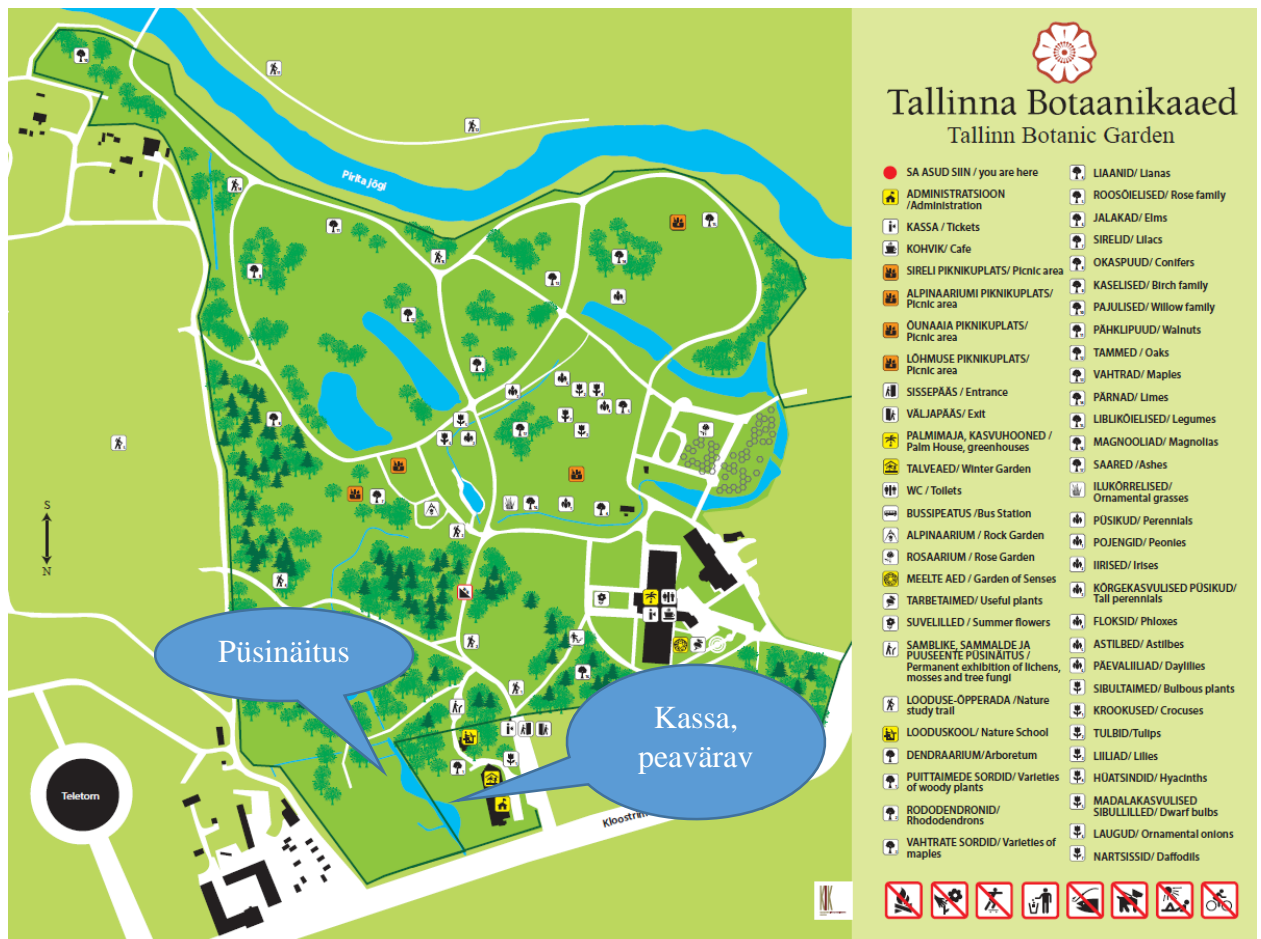 Pirita jõgi
S
N
Püsinäitus
Kassa,
peavärav
Teletorn
Tallinna Botaanikaaed
Tallinn Botanic Garden
SA ASUD SIIN / you are here
ADMINISTRATSIOON
/Administration
KASSA / Tickets
KOHVIK/ Cafe
SIRELI PIKNIKUPLATS/ Picnic area
ALPINAARIUMI PIKNIKUPLATS/
Picnic area
ÕUNAAIA PIKNIKUPLATS/
Picnic area
LÕHMUSE PIKNIKUPLATS/
Picnic area
SISSEPÄÄS / Entrance
VÄLJAPÄÄS/ Exit
PALMIMAJA, KASVUHOONED /
Palm House, greenhouses
TALVEAED/ Winter Garden
WC / Toilets
BUSSIPEATUS /Bus Station
ALPINAARIUM / Rock Garden
ROSAARIUM / Rose Garden
MEELTE AED / Garden of Senses
TARBETAIMED/ Useful plants
SUVELILLED / Summer flowers
SAMBLIKE, SAMMALDE JA
PUUSEENTE PÜSINÄITUS /
Permanent exhibition of lichens,
mosses and tree fungi
LOODUSE-ÕPPERADA /Nature
study trail
LOODUSKOOL/ Nature School
DENDRAARIUM/Arboretum
PUITTAIMEDE SORDID/ Varieties
of woody plants
RODODENDRONID/
Rhododendrons
VAHTRATE SORDID/ Varieties of
maples
LIAANID/ Lianas
ROOSÕIELISED/ Rose family
JALAKAD/ Elms
SIRELID/ Lilacs
OKASPUUD/ Conifers
KASELISED/ Birch family
PAJULISED/ Willow family
PÄHKLIPUUD/ Walnuts
TAMMED / Oaks
VAHTRAD/ Maples
PÄRNAD/ Limes
LIBLIKÕIELISED/ Legumes
MAGNOOLIAD/ Magnolias
SAARED /Ashes
ILUKÕRRELISED/
Ornamental grasses
PÜSIKUD/ Perennials
POJENGID/ Peonies
IIRISED/ Irises
KÕRGEKASVULISED PÜSIKUD/
Tall perennials
FLOKSID/ Phloxes
ASTILBED/ Astilbes
PÄEVALIILIAD/ Daylilies
SIBULTAIMED/ Bulbous plants
KROOKUSED/ Crocuses
TULBID/Tulips
LIILIAD/ Lilies
HÜATSINDID/ Hyacinths
MADALAKASVULISED
SIBULLILLED/ Dwarf bulbs
LAUGUD/ Ornamental onions
NARTSISSID/ Daffodils